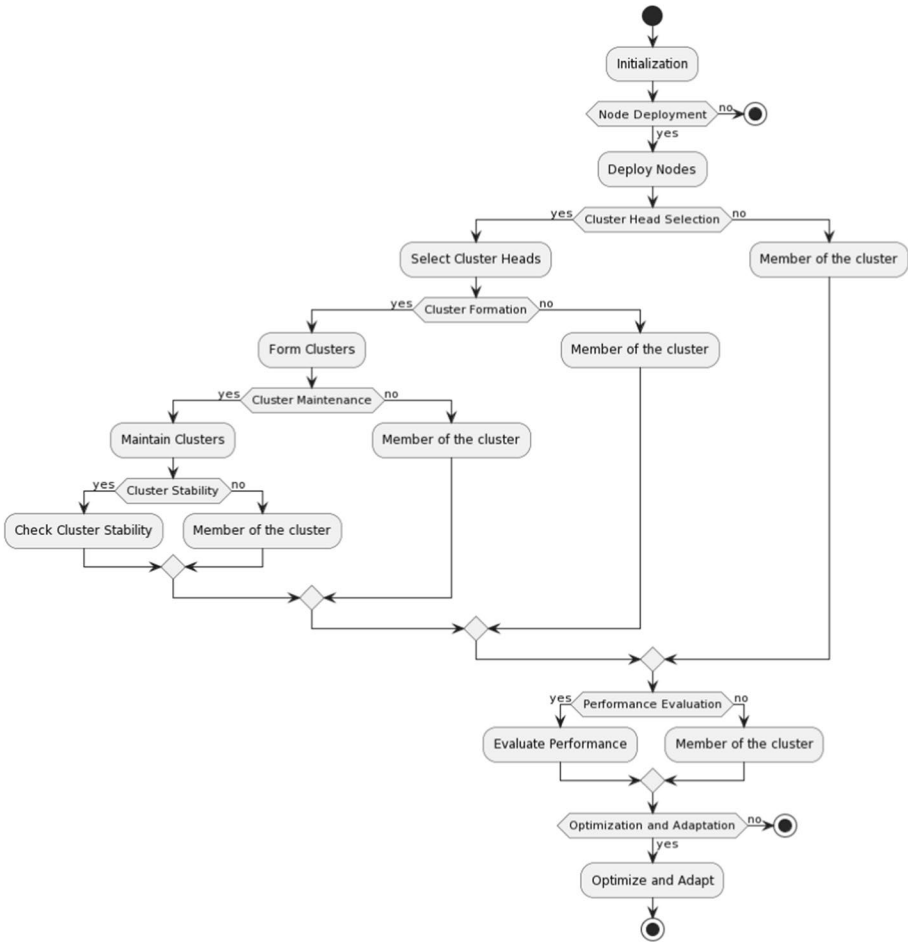 Initialization
Node Deployment
no
yes
Deploy Nodes
yes
Cluster Head Selection
no
Select Cluster Heads
Member of the cluster
yes
Cluster Formation
no
Form Clusters
Member of the cluster
yes
Cluster Maintenance
no
Maintain Clusters
Member of the cluster
yes
Cluster Stability
no
Check Cluster Stability
Member of the cluster
yes
Performance Evaluation
no
Evaluate Performance
Member of the cluster
Optimization and Adaptation
no
yes
Optimize and Adapt